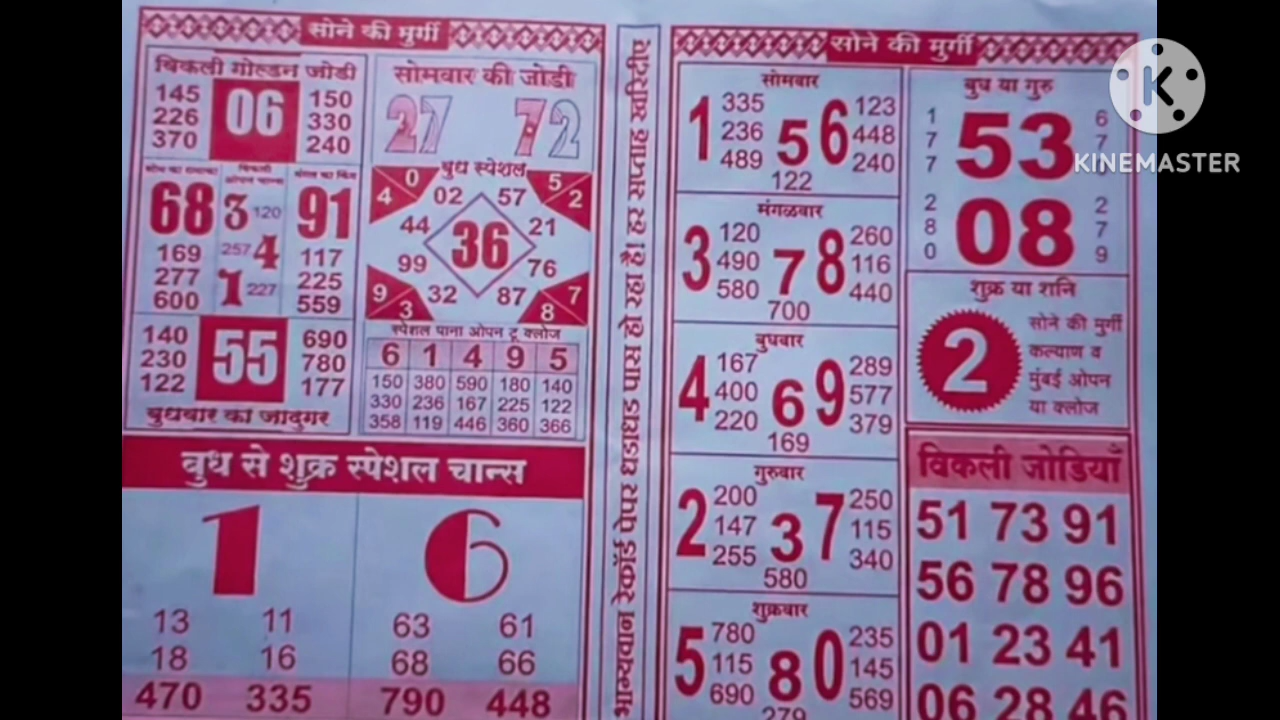 सोने की मुर्गी
विकली गोल्डन जोडी
145 06 150
226 330
370 240
68 3 120 91
257 4
1 227
169 117
277 225
600 559
140 55 690
230 780
122 177
बुधवार का जादुगर
सोमवार की जोडी
27 72
बुध स्पेशल
4 0 02 57 5 2
44 21
36
99 76
9 3 32 87 7 8
स्पेशल पाना ओपन टू क्लोज
6 1 4 9 5
150 380 590 180 140
330 236 167 225 122
358 119 446 360 366
बुध से शुक्र स्पेशल चान्स
1 6
13 11 63 61
18 16 68 66
470 335 790 448
भाग्यवान रेकॉर्ड पेपर धडाधड पास हो रहा है। हर सप्ताह खरिदीए
सोने की मुर्गी
सोमवार
1 335 5 6 123
236 448
489 240
122
मंगळवार
3 120 7 8 260
490 116
580 440
700
बुधवार
4 167 6 9 289
400 577
220 379
169
गुरुवार
2 200 3 7 250
147 115
255 340
580
शुक्रवार
5 780 8 0 235
115 145
690 569
279
बुध या गुरु
1 53 6
7 7
7
2 08 2
8 7
0 9
शुक्र या शनि
2
सोने की मुर्गी
कल्याण व
मुंबई ओपन
या क्लोज
विकली जोडियाँ
51 73 91
56 78 96
01 23 41
06 28 46
K
KINEMASTER